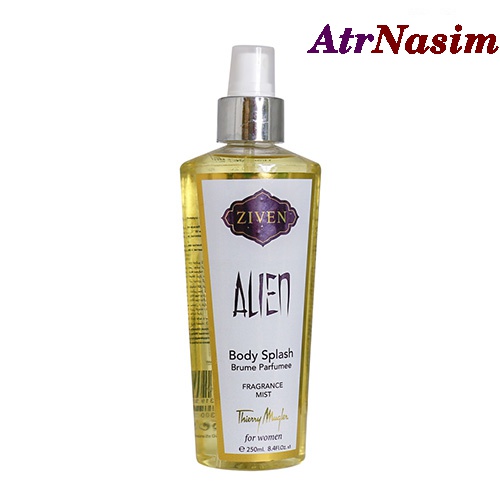 AtrNasim
ZIVEN
ALIEN
Body Splash
Brume Parfumee
FRAGRANCE
MIST
Thierry Mugler
for women
℮ 250ml. 8.4Fl.Oz. e